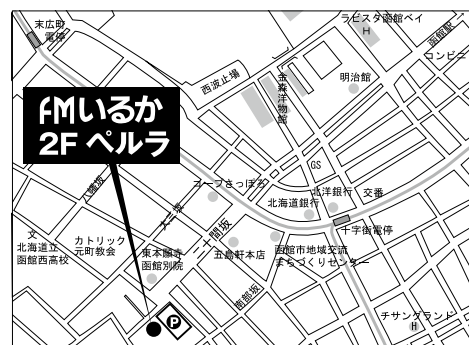 末広町
電停
ラビスタ函館ベイ
H
函館駅
コンビニ
西波止場
金森洋物館
明治館
FMいるか
2F ペルラ
GS
八幡坂
大三坂
コープさっぽろ
北海道銀行
北洋銀行
交番
二十間坂
十字街電停
文
北海道立
函館西高校
カトリック
元町教会
東本願寺
函館別院
五島軒本店
函館市地域交流
まちづくりセンター
南部坂
P
チサングランド
H